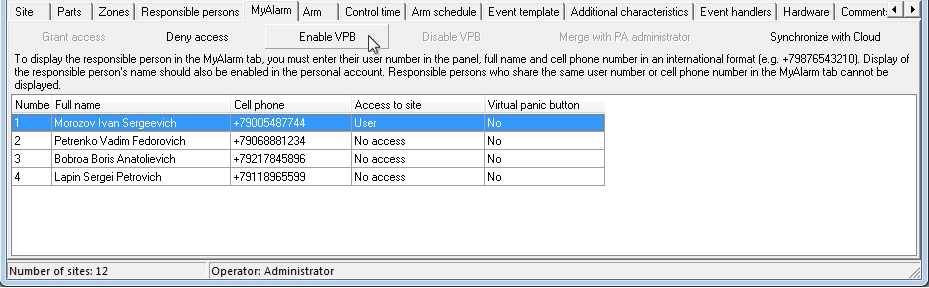 Site Parts Zones Responsible persons MyAlarm Arm Control time Arm schedule Event template Additional characteristics Event handlers Hardware Comment
Grant access Deny access Enable VPB Disable VPB Merge with PA administrator Synchronize with Cloud
To display the responsible person in the MyAlarm tab, you must enter their user number in the panel, full name and cell phone number in an international format (e.g. +79876543210). Display of
the responsible person's name should also be enabled in the personal account. Responsible persons who share the same user number or cell phone number in the MyAlarm tab cannot be
displayed.
Numbe Full name Cell phone Access to site Virtual panic button
1 Morozov Ivan Sergeevich +79005487744 User No
2 Petrenko Vadim Fedorovich +79068881234 No access No
3 Bobroa Boris Anatolievich +79217845896 No access No
4 Lapin Sergei Petrovich +79118965599 No access No
Number of sites: 12 Operator: Administrator